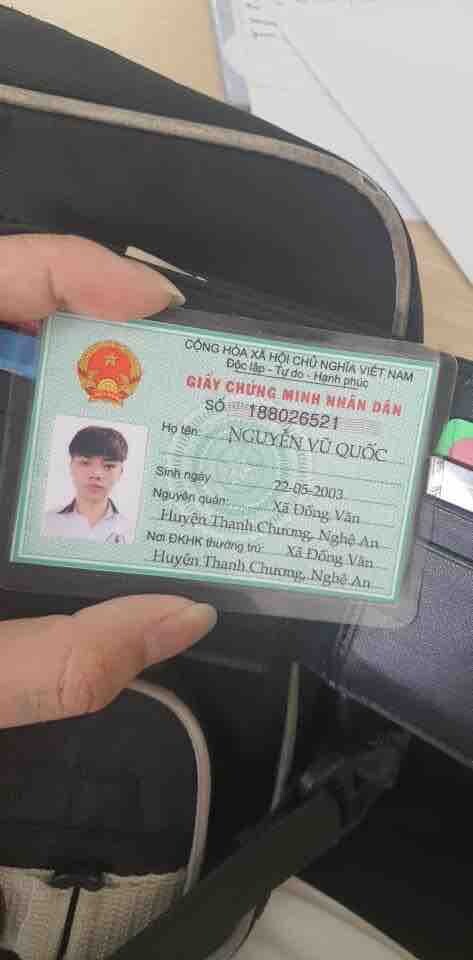 CỘNG HÒA XÃ HỘI CHỦ NGHĨA VIỆT NAM
Độc lập - Tự do - Hạnh phúc
GIẤY CHỨNG MINH NHÂN DÂN
SỐ 188026521
Họ tên: NGUYỄN VŨ QUỐC
Sinh ngày 22-05-2003
Nguyên quán: Xã Đồng Văn
Huyện Thanh Chương, Nghệ An
Nơi ĐKHK thường trú: Xã Đồng Văn
Huyện Thanh Chương, Nghệ An